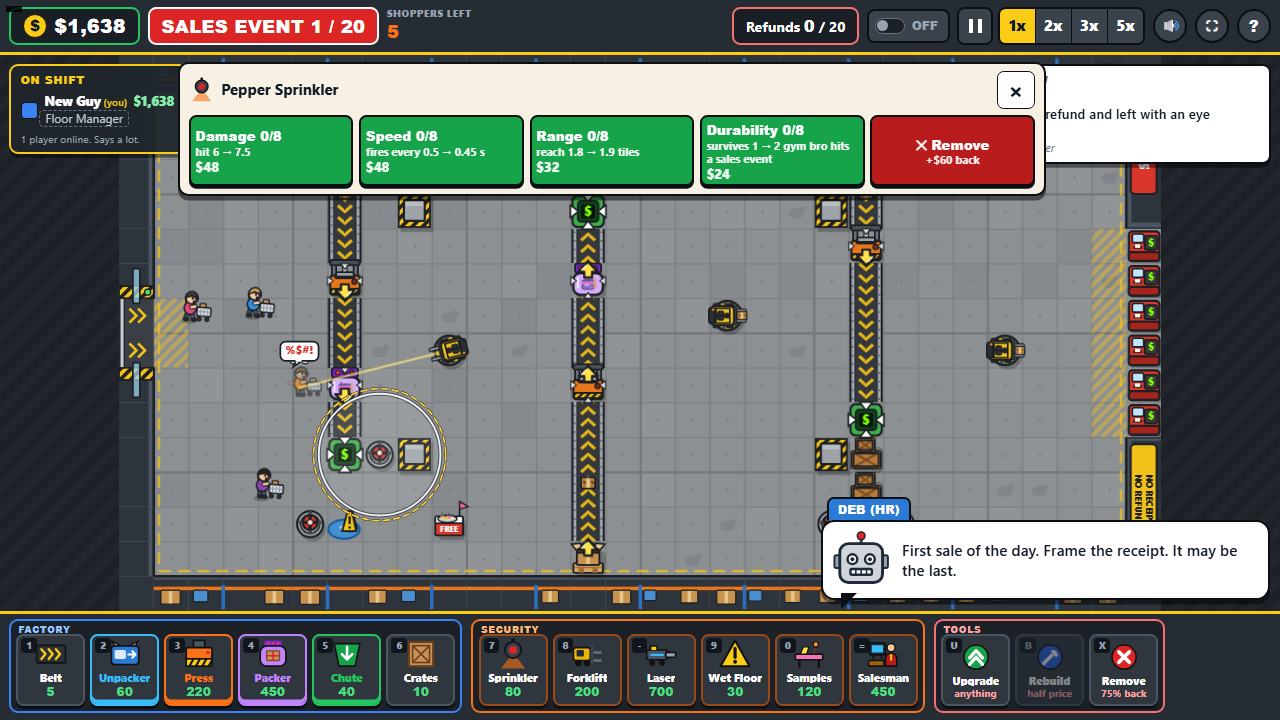 $ $1,638
SALES EVENT 1 / 20
SHOPPERS LEFT
5
Refunds 0 / 20
OFF
1x
2x
3x
5x
?
ON SHIFT
New Guy (you) $1,638
Floor Manager
1 player online. Says a lot.
Pepper Sprinkler
×
Damage 0/8
hit 6 → 7.5
$48
Speed 0/8
fires every 0.5 → 0.45 s
$48
Range 0/8
reach 1.8 → 1.9 tiles
$32
Durability 0/8
survives 1 → 2 gym bro hits
a sales event
$24
✕ Remove
+$60 back
refund and left with an eye
%$#!
FREE
DEB (HR)
First sale of the day. Frame the receipt. It may be
the last.
FACTORY
1
Belt
5
2
Unpacker
60
3
Press
220
4
Packer
450
5
Chute
40
6
Crates
10
SECURITY
7
Sprinkler
80
8
Forklift
200
-
Laser
700
9
Wet Floor
30
0
Samples
120
=
Salesman
450
TOOLS
U
Upgrade
anything
B
Rebuild
half price
X
Remove
75% back